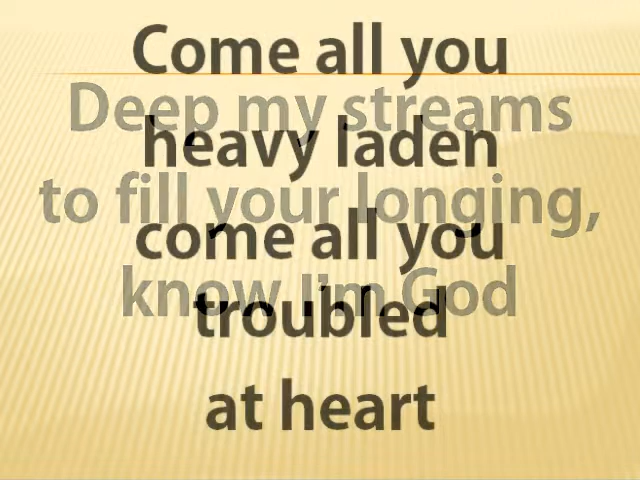 Come all you
Deep my streams
heavy laden
to fill your longing,
come all you
know I'm God
troubled
at heart